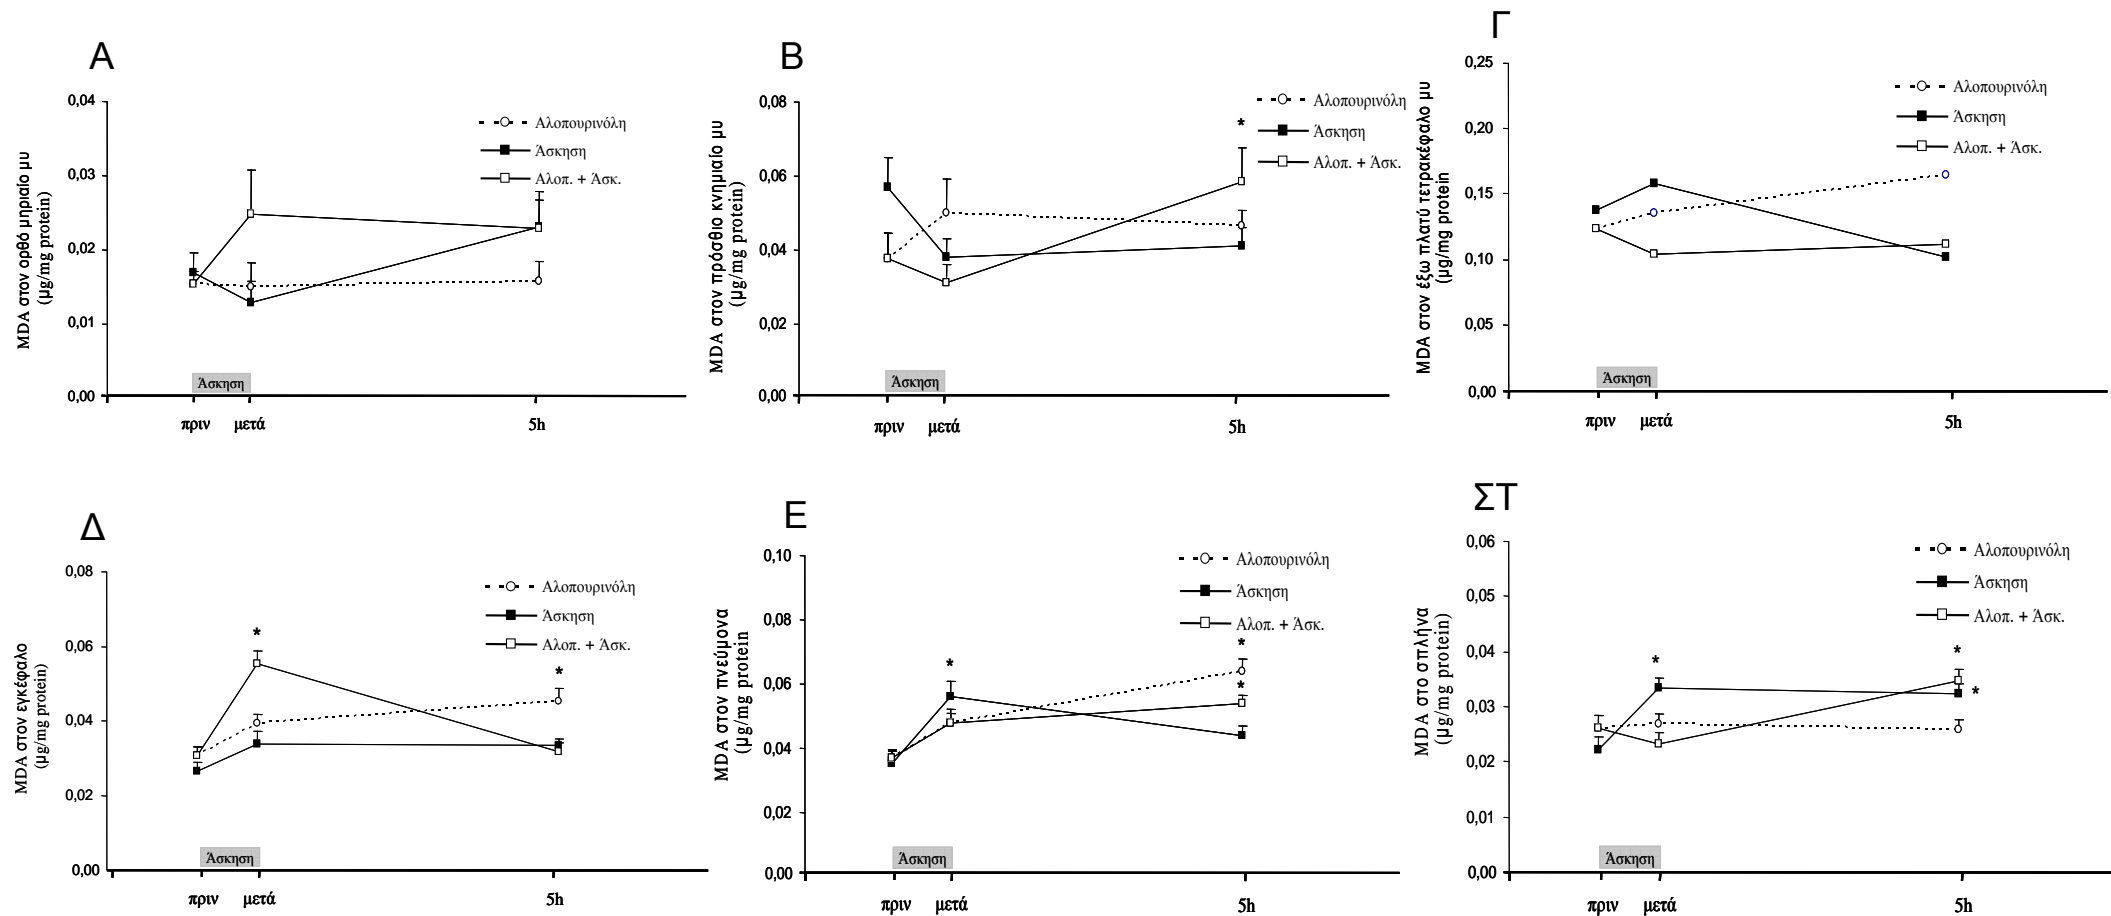 Α
MDA στον ορθό μηριαίο μυ
(μg/mg protein)
0,04
0,03
0,02
0,01
0,00
Αλοπουρινόλη
Άσκηση
Αλοπ. + Άσκ.
Άσκηση
πριν μετά 5h
Β
MDA στον πρόσθιο κνημιαίο μυ
(μg/mg protein)
0,08
0,06
0,04
0,02
0,00
Αλοπουρινόλη
Άσκηση
Αλοπ. + Άσκ.
*
Άσκηση
πριν μετά 5h
Γ
MDA στον έξω πλατύ τετρακέφαλο μυ
(μg/mg protein
0,25
0,20
0,15
0,10
0,05
0,00
Αλοπουρινόλη
Άσκηση
Αλοπ. + Άσκ.
Άσκηση
πριν μετά 5h
Δ
MDA στον εγκέφαλο
(μg/mg protein)
0,08
0,06
0,04
0,02
0,00
Αλοπουρινόλη
Άσκηση
Αλοπ. + Άσκ.
*
*
Άσκηση
πριν μετά 5h
Ε
MDA στον πνεύμονα
(μg/mg protein
0,10
0,08
0,06
0,04
0,02
0,00
Αλοπουρινόλη
Άσκηση
Αλοπ. + Άσκ.
*
*
*
Άσκηση
πριν μετά 5h
ΣΤ
MDA στο σπλήνα
(μg/mg protein)
0,06
0,05
0,04
0,03
0,02
0,01
0,00
Αλοπουρινόλη
Άσκηση
Αλοπ. + Άσκ.
*
*
*
Άσκηση
πριν μετά 5h